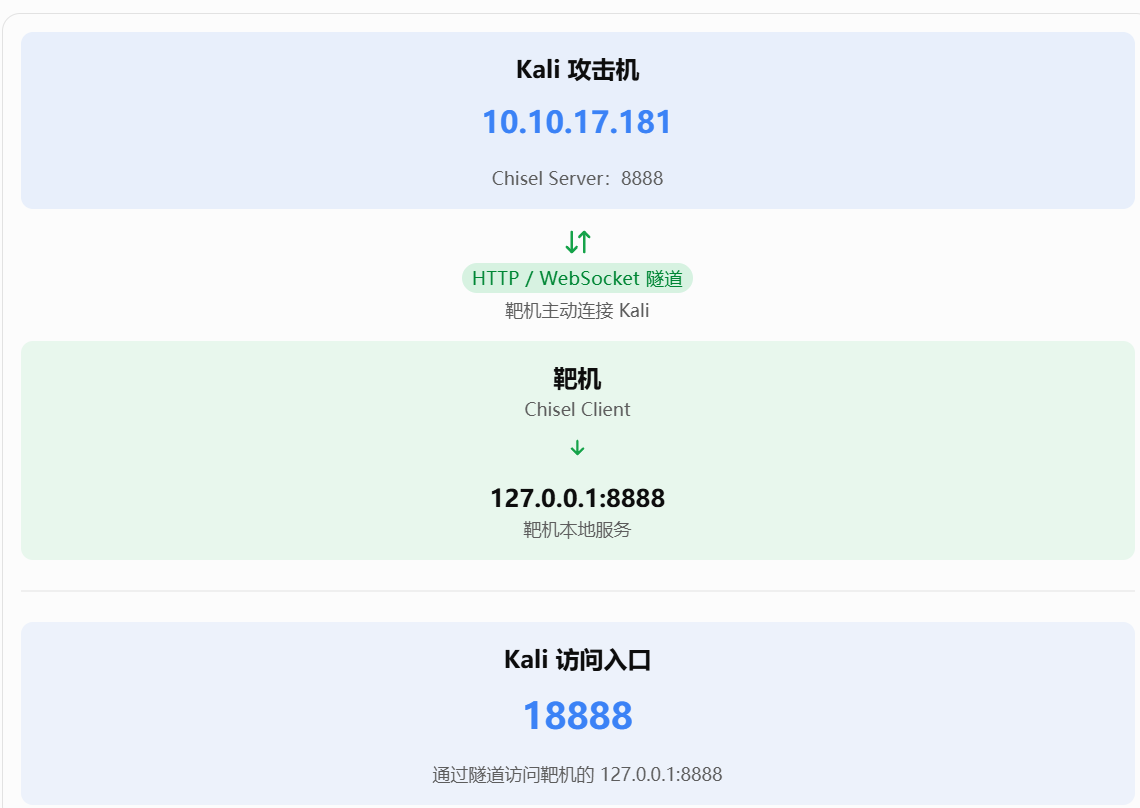 Kali 攻击机
10.10.17.181
Chisel Server：8888
HTTP / WebSocket 隧道
靶机主动连接 Kali
靶机
Chisel Client
127.0.0.1:8888
靶机本地服务
Kali 访问入口
18888
通过隧道访问靶机的 127.0.0.1:8888